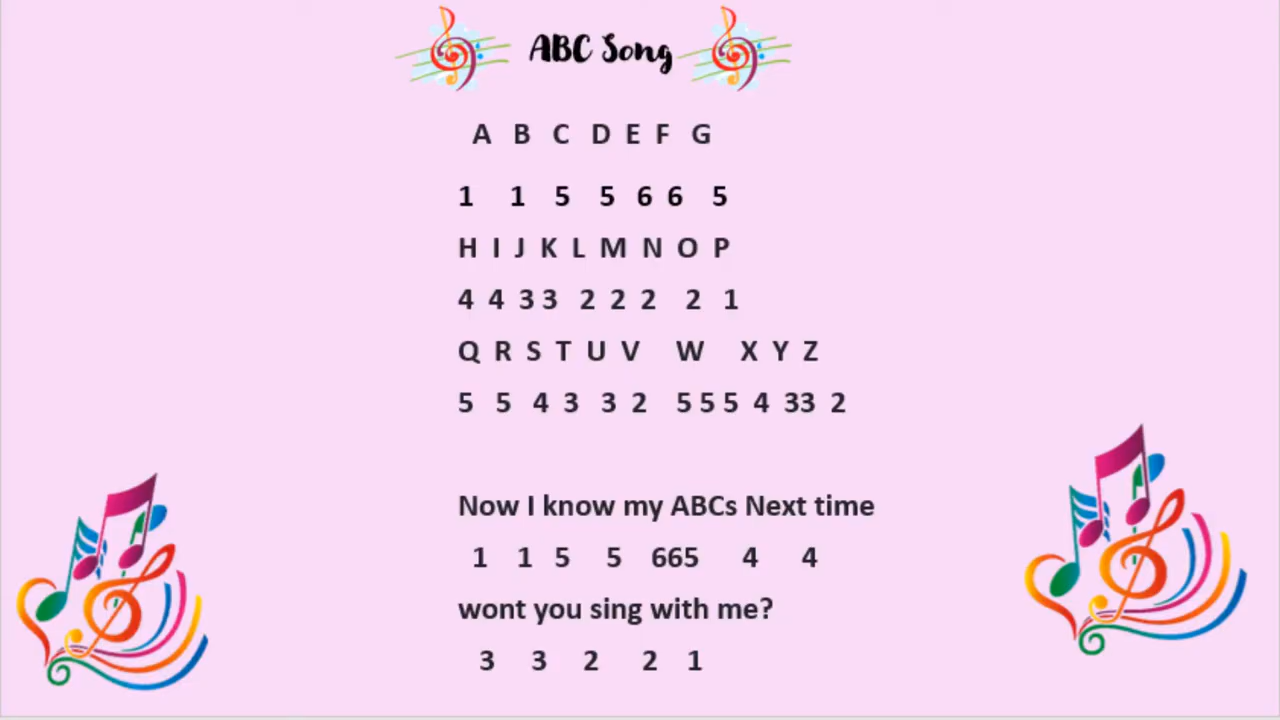 ABC Song
A B C D E F G
1 1 5 5 6 6 5
H I J K L M N O P
4 4 3 3 2 2 2 2 1
Q R S T U V W X Y Z
5 5 4 3 3 2 5 5 5 4 33 2
Now I know my ABCs Next time
1 1 5 5 665 4 4
wont you sing with me?
3 3 2 2 1